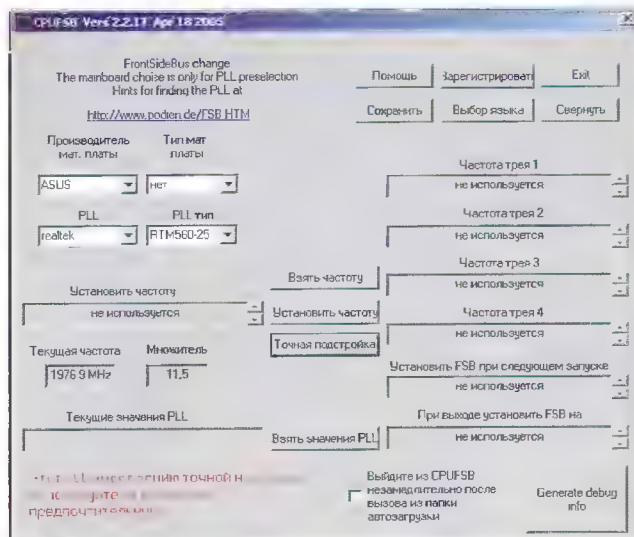 CPUFSB Vers 2.2.17 Apr 18 2005
FrontSideBus change
The mainboard choice is only for PLL preselection
Hints for finding the PLL at
http://www.podien.de/FSB.HTM
Помощь
Зарегистрироват
Exit
Сохранить
Выбор языка
Свернуть
Производитель мат. платы
Тип мат платы
ASUS
нет
PLL
PLL тип
realtek
RTM560-25
Частота трея 1
не используется
Частота трея 2
не используется
Частота трея 3
не используется
Частота трея 4
не используется
Установить частоту
не используется
Взять частоту
Установить частоту
Точная подстройка
Текущая частота
Множитель
1976.9 MHz
11,5
Установить FSB при следующем запуске
не используется
Текущие значения PLL
Взять значения PLL
При выходе установить FSB на
не используется
точной н
предпочтительно
Выйдите из CPUFSB
незамедлительно после
вызова из папки
автозагрузки
Generate debug
info